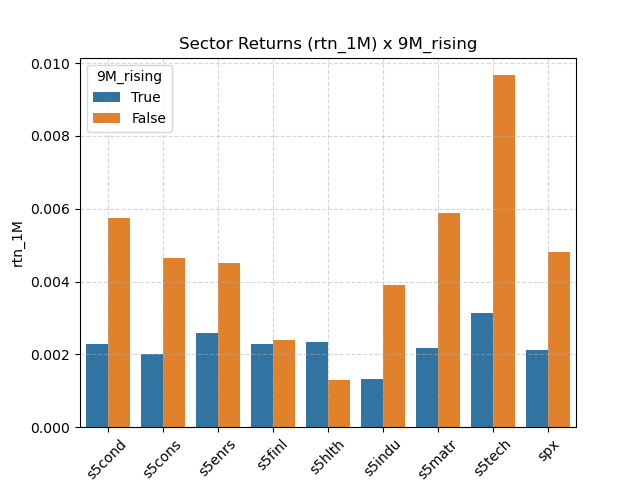 Sector Returns (rtn_1M) x 9M_rising
0.010
0.008
0.006
0.004
0.002
0.000
rtn_1M
9M_rising
True
False
s5cond
s5cons
s5enrs
s5finl
s5hlth
s5indu
s5matr
s5tech
spx